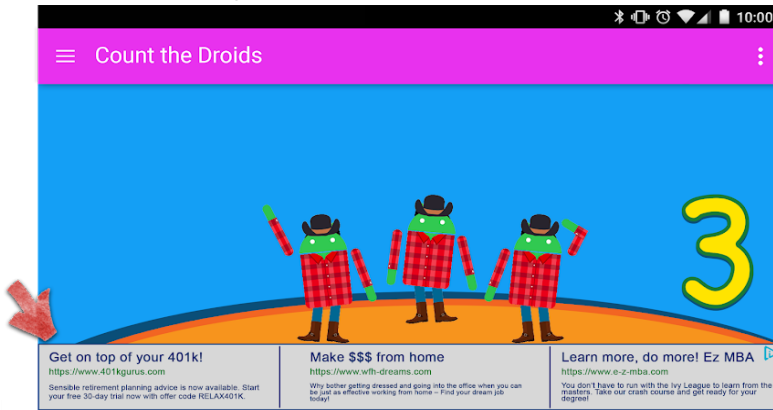 10:00
Count the Droids
3
Get on top of your 401k!
https://www.401kgurus.com
Sensible retirement planning advice is now available. Start
your free 30-day trial now with offer code RELAX401K.
Make $$$ from home
https://www.wfh-dreams.com
Why bother getting dressed and going into the office when you can
be just as effective working from home – Find your dream job
today!
Learn more, do more! Ez MBA
https://www.e-z-mba.com
You don't have to run with the Ivy League to learn from the
masters. Take our crash course and get ready for your
degree!